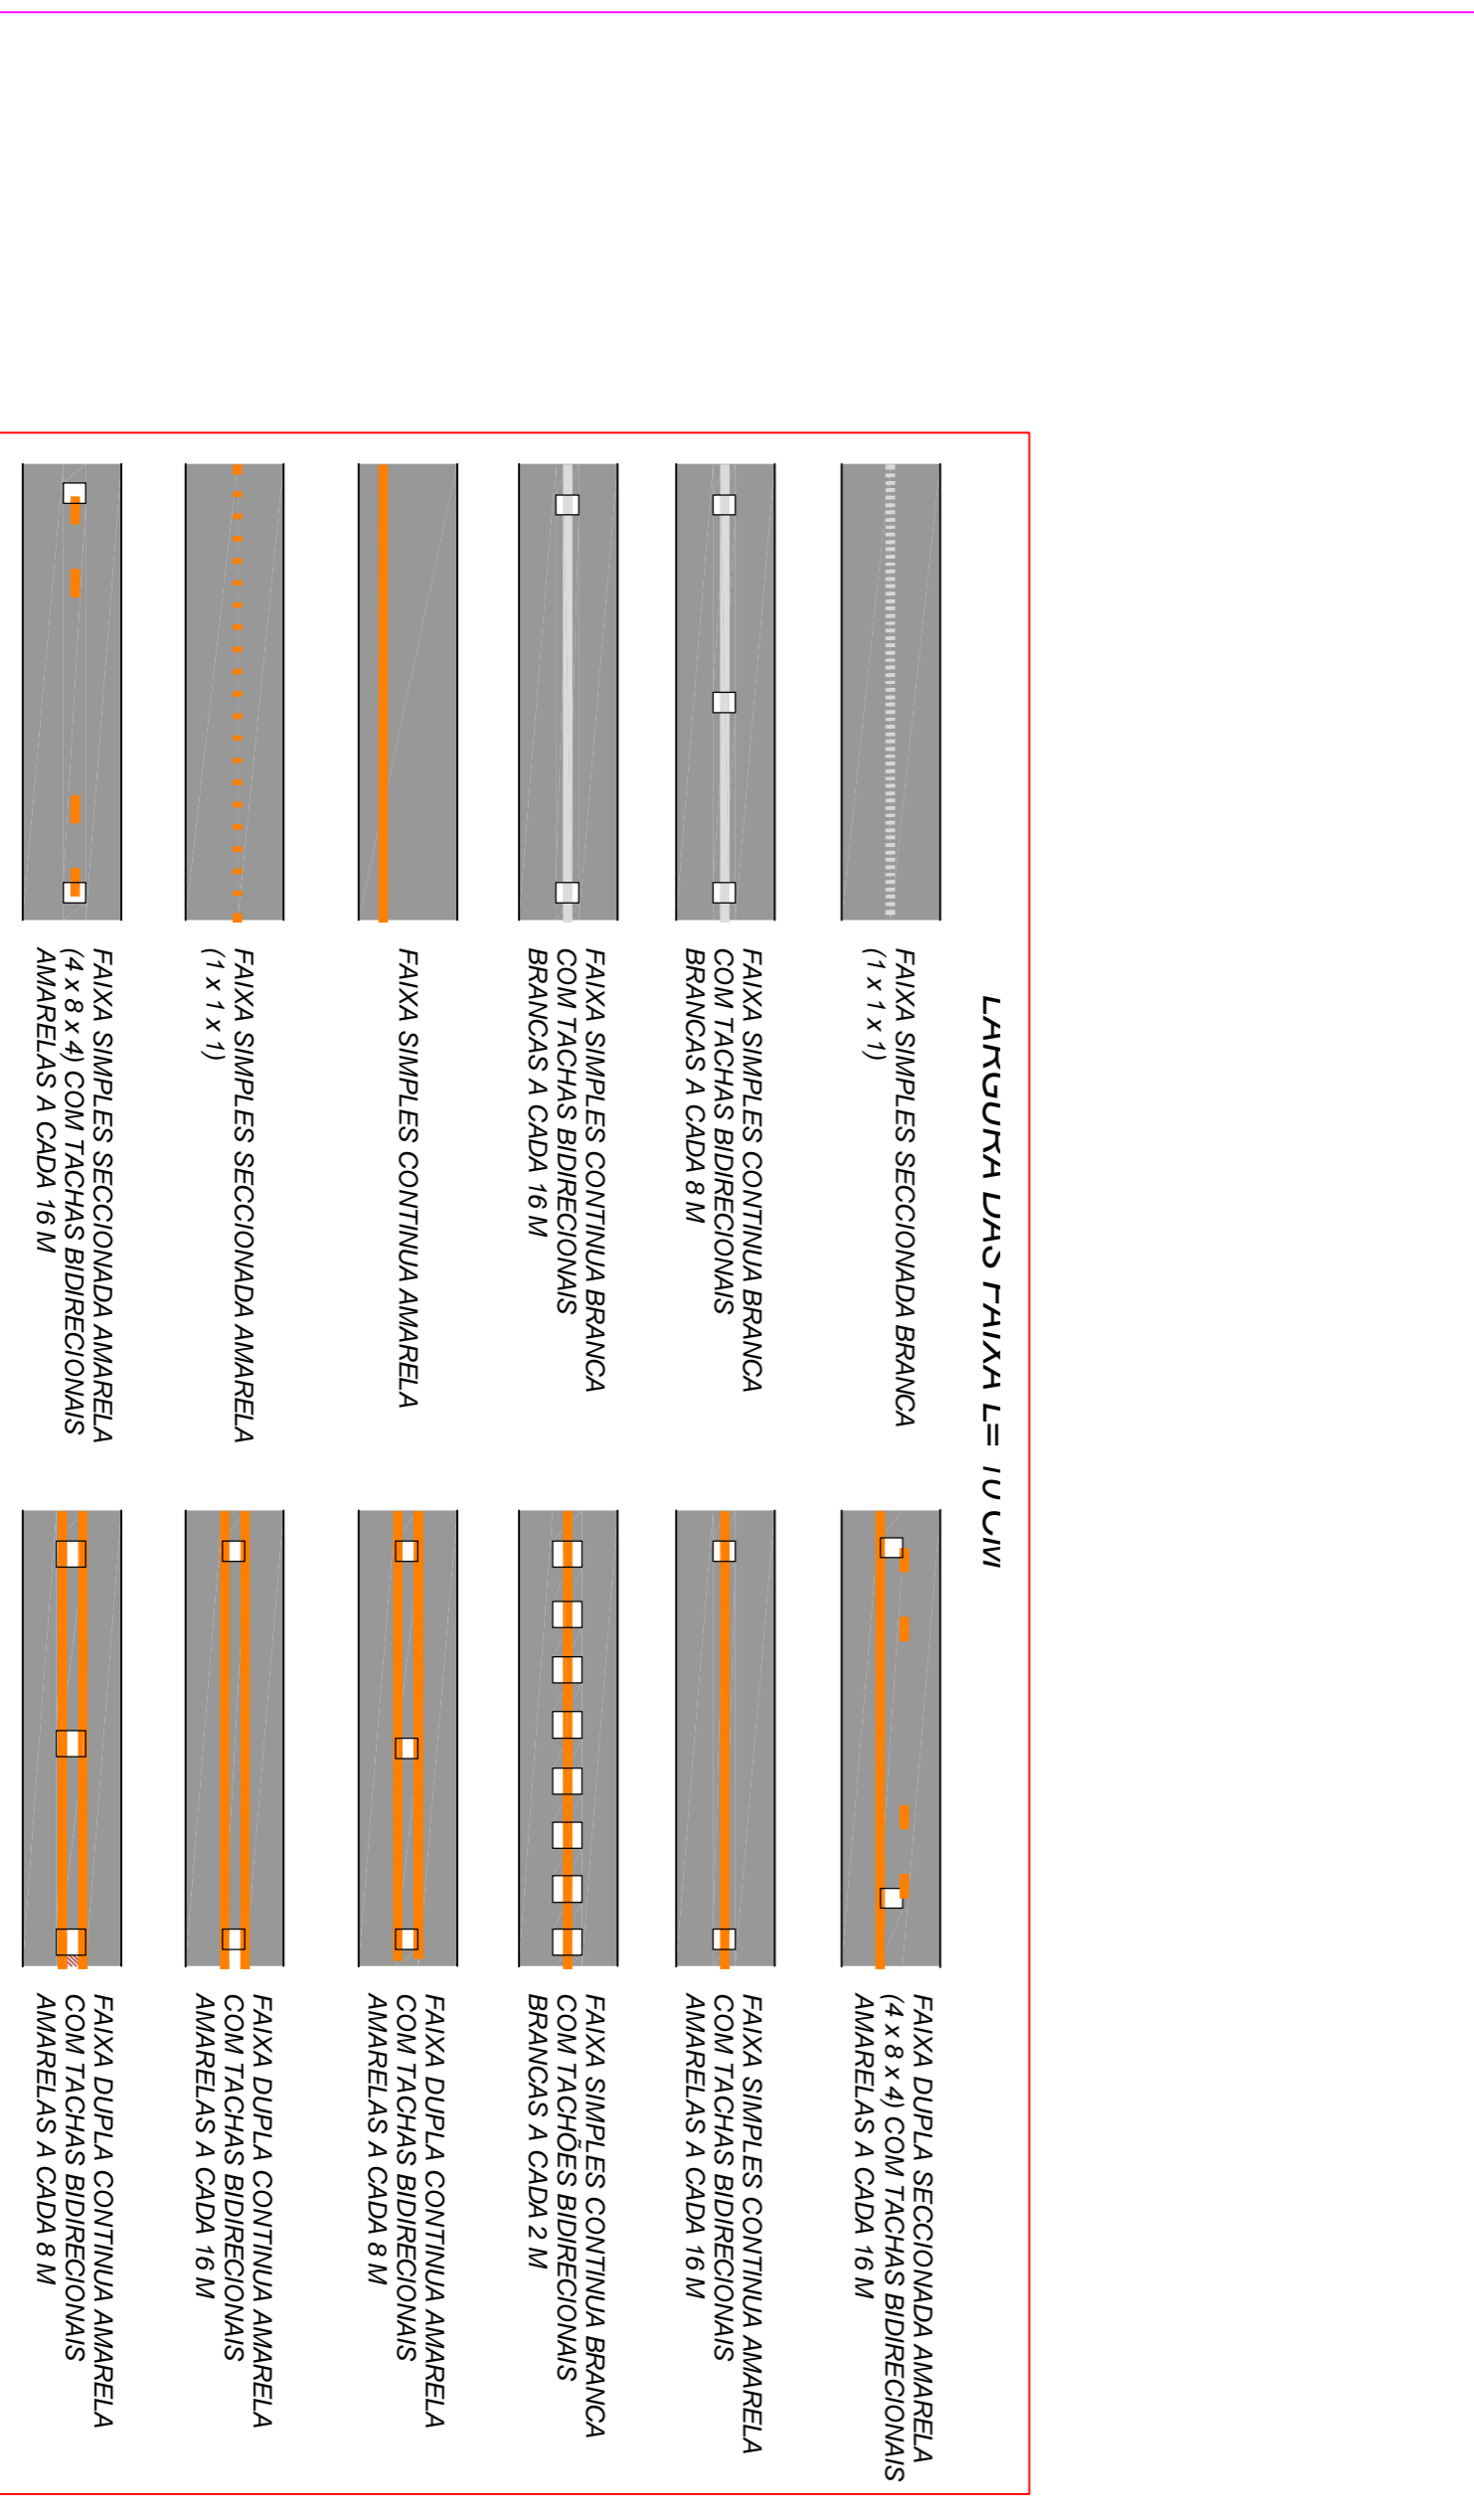 LARGURA DAS FAIXA L= 10 CM
FAIXA SIMPLES SECCIONADA BRANCA
(1 x 1 x 1)
FAIXA SIMPLES CONTINUA BRANCA
COM TACHAS BIDIRECIONAIS
BRANCAS A CADA 8 M
FAIXA SIMPLES CONTINUA BRANCA
COM TACHAS BIDIRECIONAIS
BRANCAS A CADA 16 M
FAIXA SIMPLES CONTINUA AMARELA
FAIXA SIMPLES SECCIONADA AMARELA
(1 x 1 x 1)
FAIXA SIMPLES SECCIONADA AMARELA
(4 x 8 x 4) COM TACHAS BIDIRECIONAIS
AMARELAS A CADA 16 M
FAIXA DUPLA SECCIONADA AMARELA
(4 x 8 x 4) COM TACHAS BIDIRECIONAIS
AMARELAS A CADA 16 M
FAIXA SIMPLES CONTINUA AMARELA
COM TACHAS BIDIRECIONAIS
AMARELAS A CADA 16 M
FAIXA SIMPLES CONTINUA BRANCA
COM TACHÕES BIDIRECIONAIS
BRANCAS A CADA 2 M
FAIXA DUPLA CONTINUA AMARELA
COM TACHAS BIDIRECIONAIS
AMARELAS A CADA 8 M
FAIXA DUPLA CONTINUA AMARELA
COM TACHAS BIDIRECIONAIS
AMARELAS A CADA 16 M
FAIXA DUPLA CONTINUA AMARELA
COM TACHAS BIDIRECIONAIS
AMARELAS A CADA 8 M